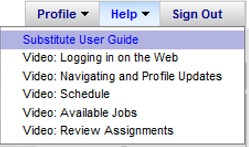 Profile Help Sign Out
Substitute User Guide
Video: Logging in on the Web
Video: Navigating and Profile Updates
Video: Schedule
Video: Available Jobs
Video: Review Assignments